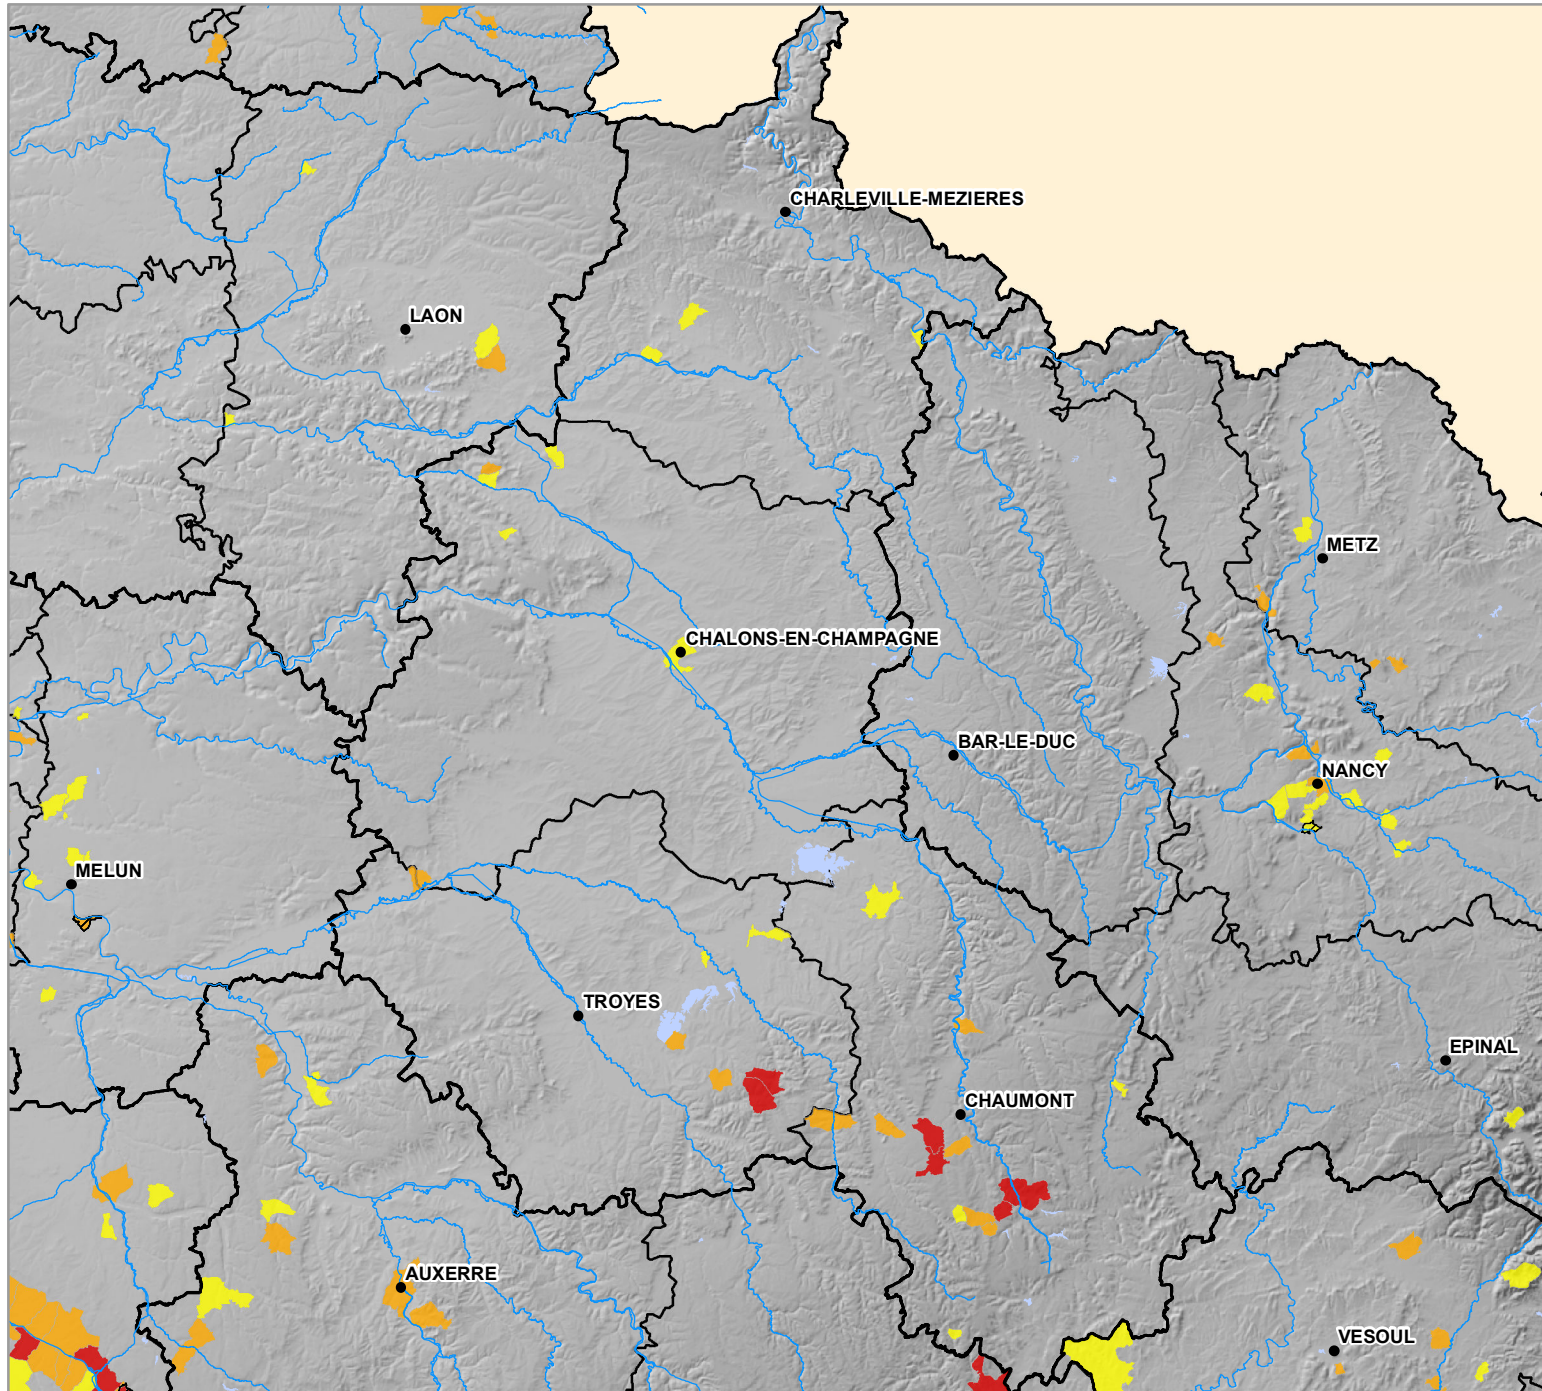 CHARLEVILLE-MEZIERES
LAON
METZ
CHALONS-EN-CHAMPAGNE
BAR-LE-DUC
NANCY
MELUN
TROYES
EPINAL
CHAUMONT
AUXERRE
VESOUL